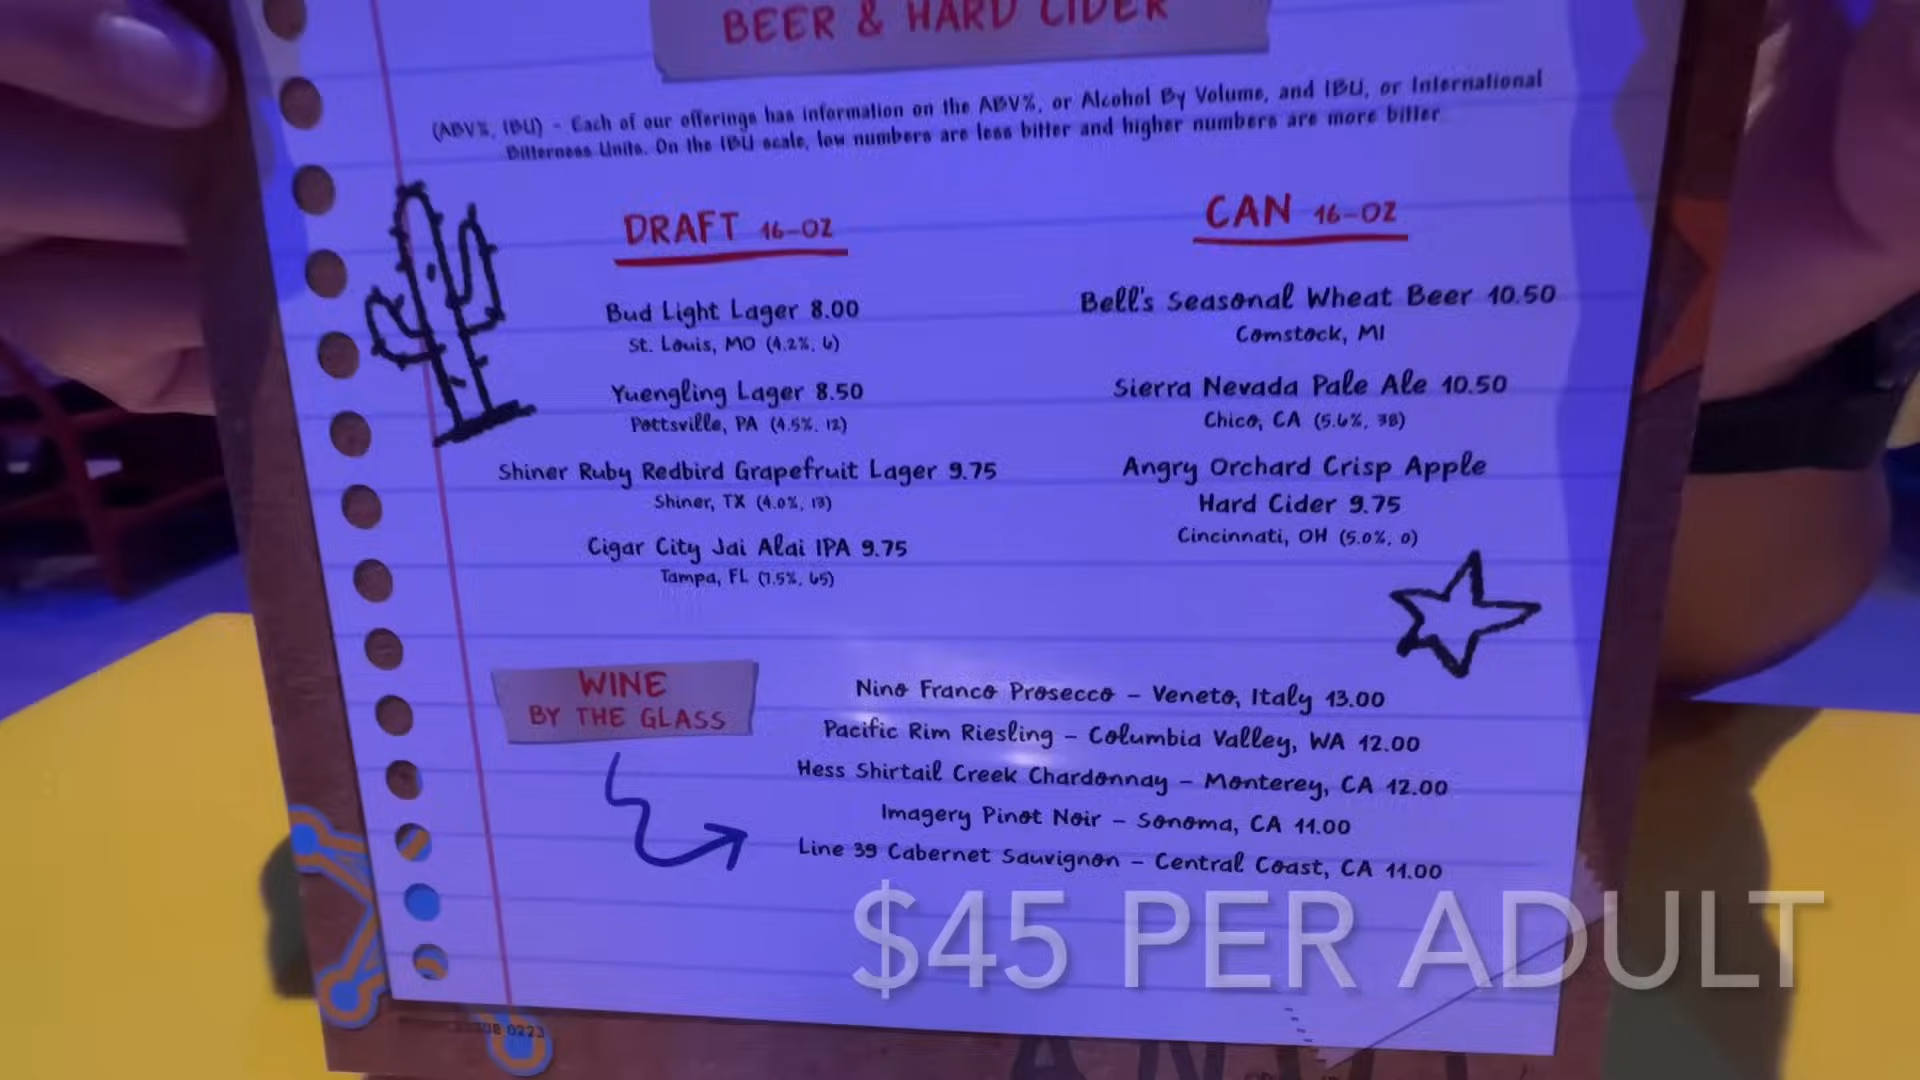 BEER & HARD CIDER
(ABV%, IBU) - Each of our offerings has information on the ABV%, or Alcohol By Volume, and IBU, or International
Bitterness Units. On the IBU scale, low numbers are less bitter and higher numbers are more bitter
DRAFT 16-OZ
Bud Light Lager 8.00
St. Louis, MO (4.2%, 6)
Yuengling Lager 8.50
Pottsville, PA (4.5%, 12)
Shiner Ruby Redbird Grapefruit Lager 9.75
Shiner, TX (4.0%, 13)
Cigar City Jai Alai IPA 9.75
Tampa, FL (7.5%, 65)
CAN 16-OZ
Bell's Seasonal Wheat Beer 10.50
Comstock, MI
Sierra Nevada Pale Ale 10.50
Chico, CA (5.6%, 38)
Angry Orchard Crisp Apple
Hard Cider 9.75
Cincinnati, OH (5.0%, 0)
WINE
BY THE GLASS
Nino Franco Prosecco – Veneto, Italy 13.00
Pacific Rim Riesling – Columbia Valley, WA 12.00
Hess Shirtail Creek Chardonnay – Monterey, CA 12.00
Imagery Pinot Noir – Sonoma, CA 11.00
Line 39 Cabernet Sauvignon – Central Coast, CA 11.00
$45 PER ADULT
0223